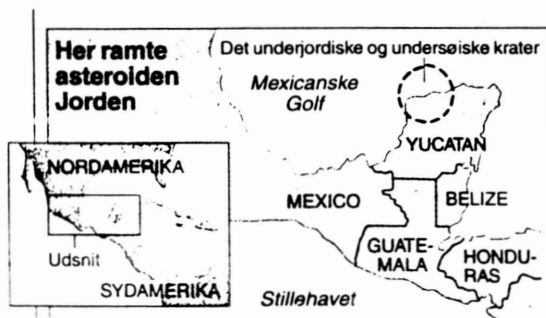 Her ramte
asteroiden
Jorden
Det underjordiske og undersøiske krater
Mexicanske
Golf
YUCATAN
NORDAMERIKA
MEXICO
BELIZE
Udsnit
GUATE-
MALA
HONDU-
RAS
SYDAMERIKA
Stillehavet